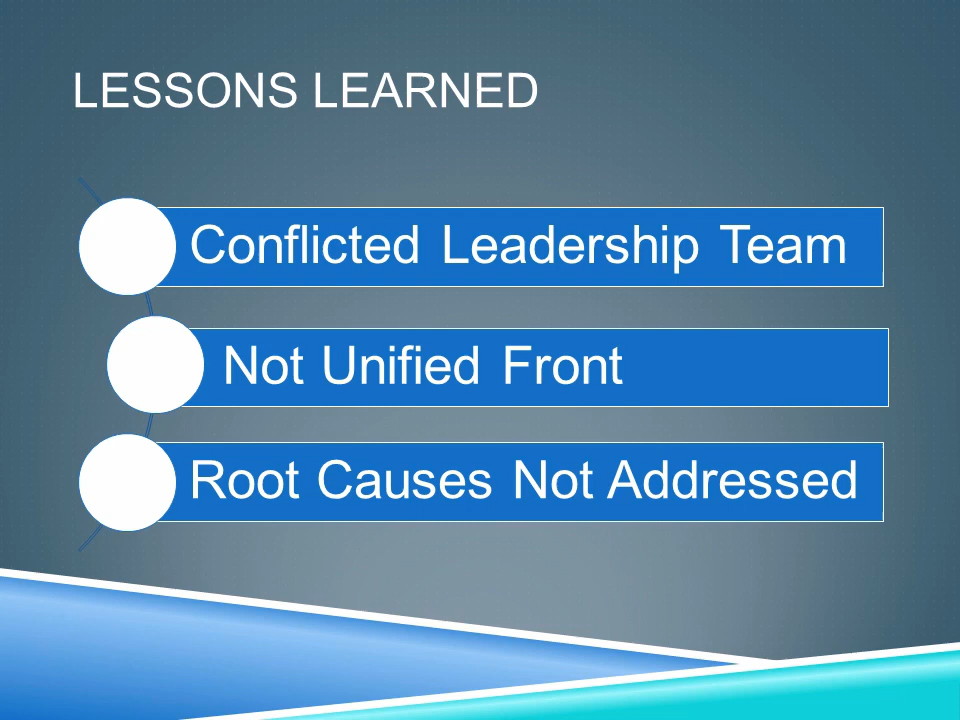 LESSONS LEARNED
Conflicted Leadership Team
Not Unified Front
Root Causes Not Addressed